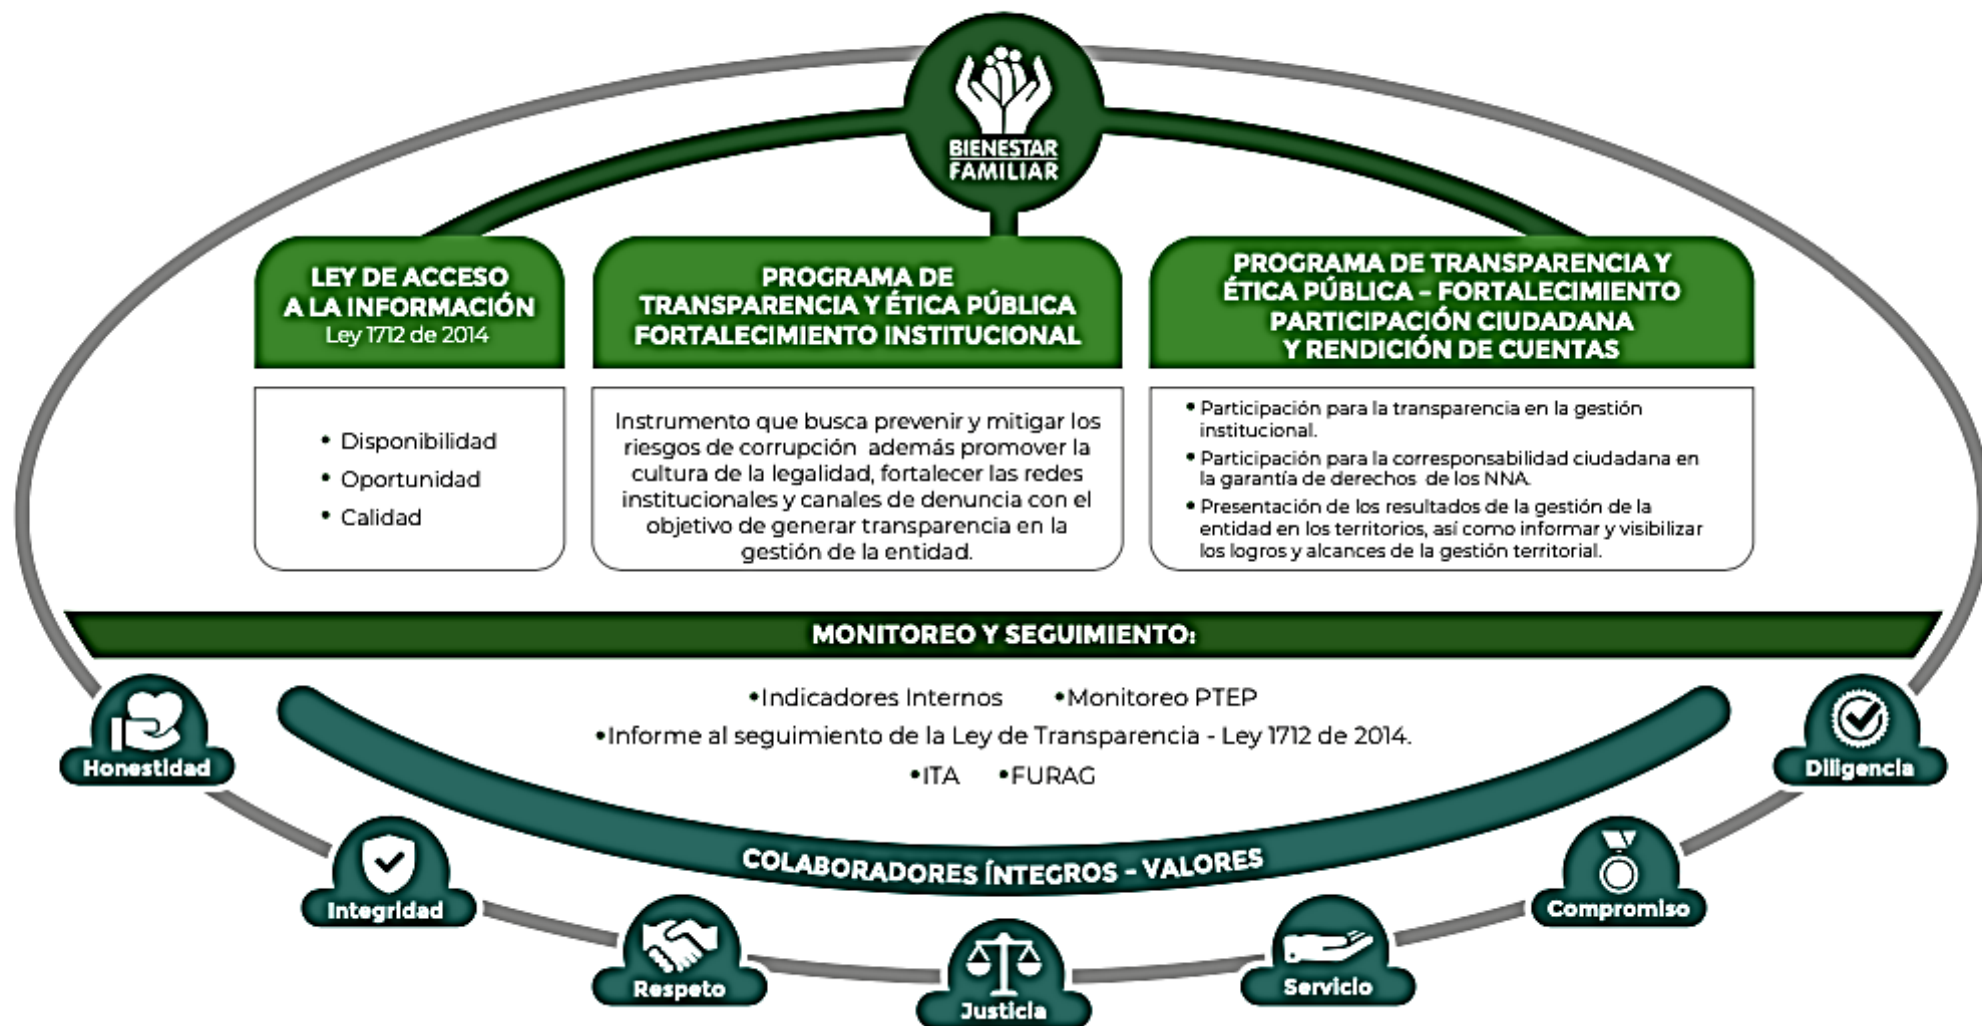 BIENESTAR
FAMILIAR
LEY DE ACCESO
A LA INFORMACIÓN
Ley 1712 de 2014
• Disponibilidad
• Oportunidad
• Calidad
PROGRAMA DE
TRANSPARENCIA Y ÉTICA PÚBLICA
FORTALECIMIENTO INSTITUCIONAL
Instrumento que busca prevenir y mitigar los
riesgos de corrupción además promover la
cultura de la legalidad, fortalecer las redes
institucionales y canales de denuncia con el
objetivo de generar transparencia en la
gestión de la entidad.
PROGRAMA DE TRANSPARENCIA Y
ÉTICA PÚBLICA – FORTALECIMIENTO
PARTICIPACIÓN CIUDADANA
Y RENDICIÓN DE CUENTAS
• Participación para la transparencia en la gestión
institucional.
• Participación para la corresponsabilidad ciudadana en
la garantía de derechos de los NNA.
• Presentación de los resultados de la gestión de la
entidad en los territorios, así como informar y visibilizar
los logros y alcances de la gestión territorial.
MONITOREO Y SEGUIMIENTO:
•Indicadores Internos •Monitoreo PTEP
•Informe al seguimiento de la Ley de Transparencia - Ley 1712 de 2014.
•ITA •FURAG
COLABORADORES ÍNTEGROS – VALORES
Honestidad
Integridad
Respeto
Justicia
Servicio
Compromiso
Diligencia